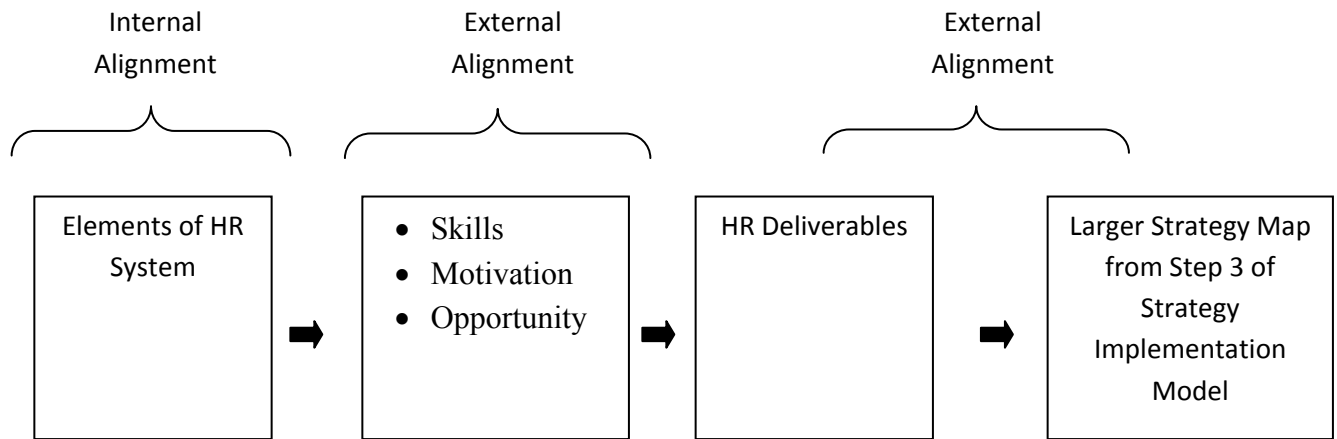 Internal
Alignment
External
Alignment
External
Alignment
Elements of HR
System
• Skills
• Motivation
• Opportunity
HR Deliverables
Larger Strategy Map
from Step 3 of
Strategy
Implementation
Model